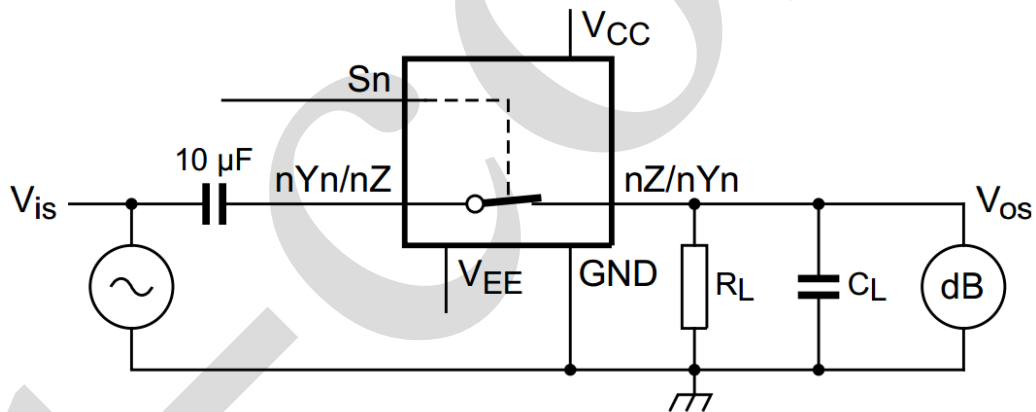 VCC
Sn
10 µF
nYn/nZ
nZ/nYn
Vis
Vos
VEE
GND
RL
CL
dB